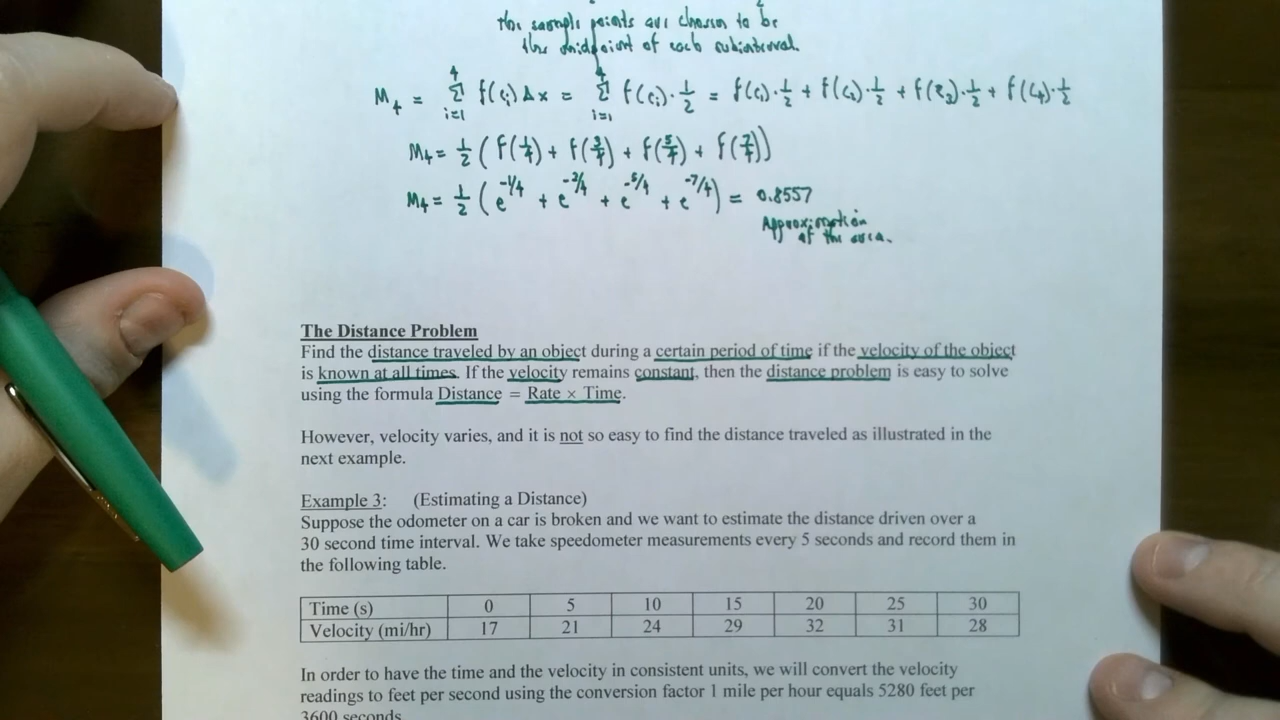 the sample points are chosen to be
the midpoint of each subinterval.
M₄ = Σ_{i=1}^{4} f(cᵢ) Δx = Σ_{i=1}^{4} f(cᵢ)·½ = f(c₁)·½ + f(c₂)·½ + f(c₃)·½ + f(c₄)·½
M₄ = ½ ( f(1/4) + f(3/4) + f(5/4) + f(7/4))
M₄ = ½ ( e^{-1/4} + e^{-3/4} + e^{-5/4} + e^{-7/4} ) = 0.8557
Approximation
of the area.
The Distance Problem
Find the distance traveled by an object during a certain period of time if the velocity of the object
is known at all times. If the velocity remains constant, then the distance problem is easy to solve
using the formula Distance = Rate × Time.
However, velocity varies, and it is not so easy to find the distance traveled as illustrated in the
next example.
Example 3: (Estimating a Distance)
Suppose the odometer on a car is broken and we want to estimate the distance driven over a
30 second time interval. We take speedometer measurements every 5 seconds and record them in
the following table.
Time (s) 0 5 10 15 20 25 30
Velocity (mi/hr) 17 21 24 29 32 31 28
In order to have the time and the velocity in consistent units, we will convert the velocity
readings to feet per second using the conversion factor 1 mile per hour equals 5280 feet per
3600 seconds